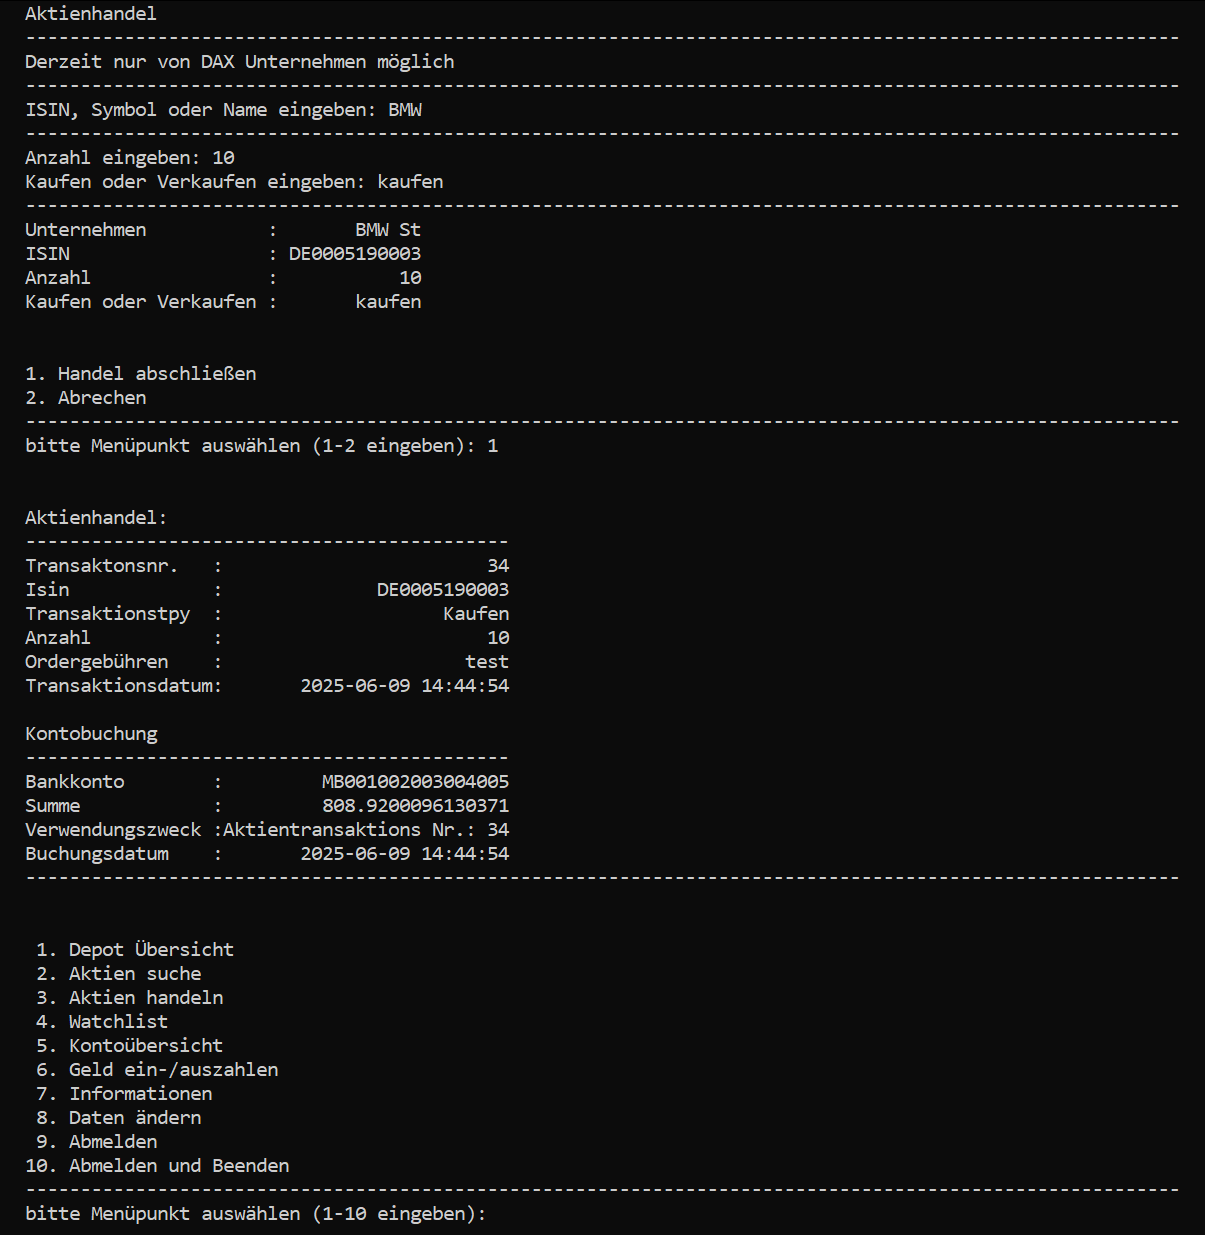 Aktienhandel
---------------------------------------------------------------------------------------------------------
Derzeit nur von DAX Unternehmen möglich
---------------------------------------------------------------------------------------------------------
ISIN, Symbol oder Name eingeben: BMW
---------------------------------------------------------------------------------------------------------
Anzahl eingeben: 10
Kaufen oder Verkaufen eingeben: kaufen
---------------------------------------------------------------------------------------------------------
Unternehmen           :       BMW St
ISIN                  : DE0005190003
Anzahl                :           10
Kaufen oder Verkaufen :       kaufen
1. Handel abschließen
2. Abrechen
---------------------------------------------------------------------------------------------------------
bitte Menüpunkt auswählen (1-2 eingeben): 1
Aktienhandel:
--------------------------------------------
Transaktonsnr.   :                        34
Isin             :              DE0005190003
Transaktionstpy  :                    Kaufen
Anzahl           :                        10
Ordergebühren    :                      test
Transaktionsdatum:       2025-06-09 14:44:54
Kontobuchung
--------------------------------------------
Bankkonto        :         MB001002003004005
Summe            :         808.9200096130371
Verwendungszweck :Aktientransaktions Nr.: 34
Buchungsdatum    :       2025-06-09 14:44:54
---------------------------------------------------------------------------------------------------------
1. Depot Übersicht
2. Aktien suche
3. Aktien handeln
4. Watchlist
5. Kontoübersicht
6. Geld ein-/auszahlen
7. Informationen
8. Daten ändern
9. Abmelden
10. Abmelden und Beenden
---------------------------------------------------------------------------------------------------------
bitte Menüpunkt auswählen (1-10 eingeben):